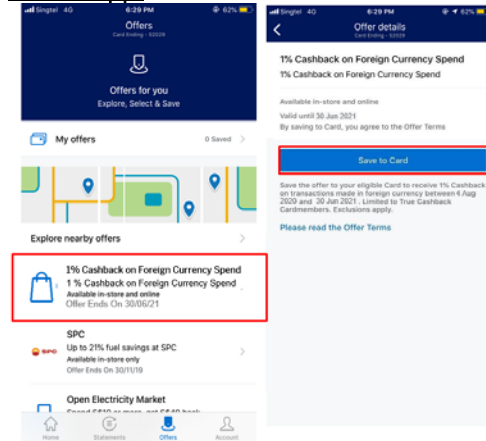 Singtel 4G 6:29 PM 62%
Offers
Card Ending - 92029
Offers for you
Explore, Select & Save
My offers 0 Saved >
Explore nearby offers >
1% Cashback on Foreign Currency Spend
1 % Cashback on Foreign Currency Spend
Available in-store and online
Offer Ends On 30/06/21
SPC
Up to 21% fuel savings at SPC
Available in-store only
Offer Ends On 30/11/19
Open Electricity Market
Home Statements Offers Account
Singtel 4G 6:29 PM 62%
Offer details
Card Ending - 92029
1% Cashback on Foreign Currency Spend
1% Cashback on Foreign Currency Spend
Available in-store and online
Valid until 30 Jun 2021
By saving to Card, you agree to the Offer Terms
Save to Card
Save the offer to your eligible Card to receive 1% Cashback
on transactions made in foreign currency between 4 Aug
2020 and 30 Jun 2021 . Limited to True Cashback
Cardmembers. Exclusions apply.
Please read the Offer Terms